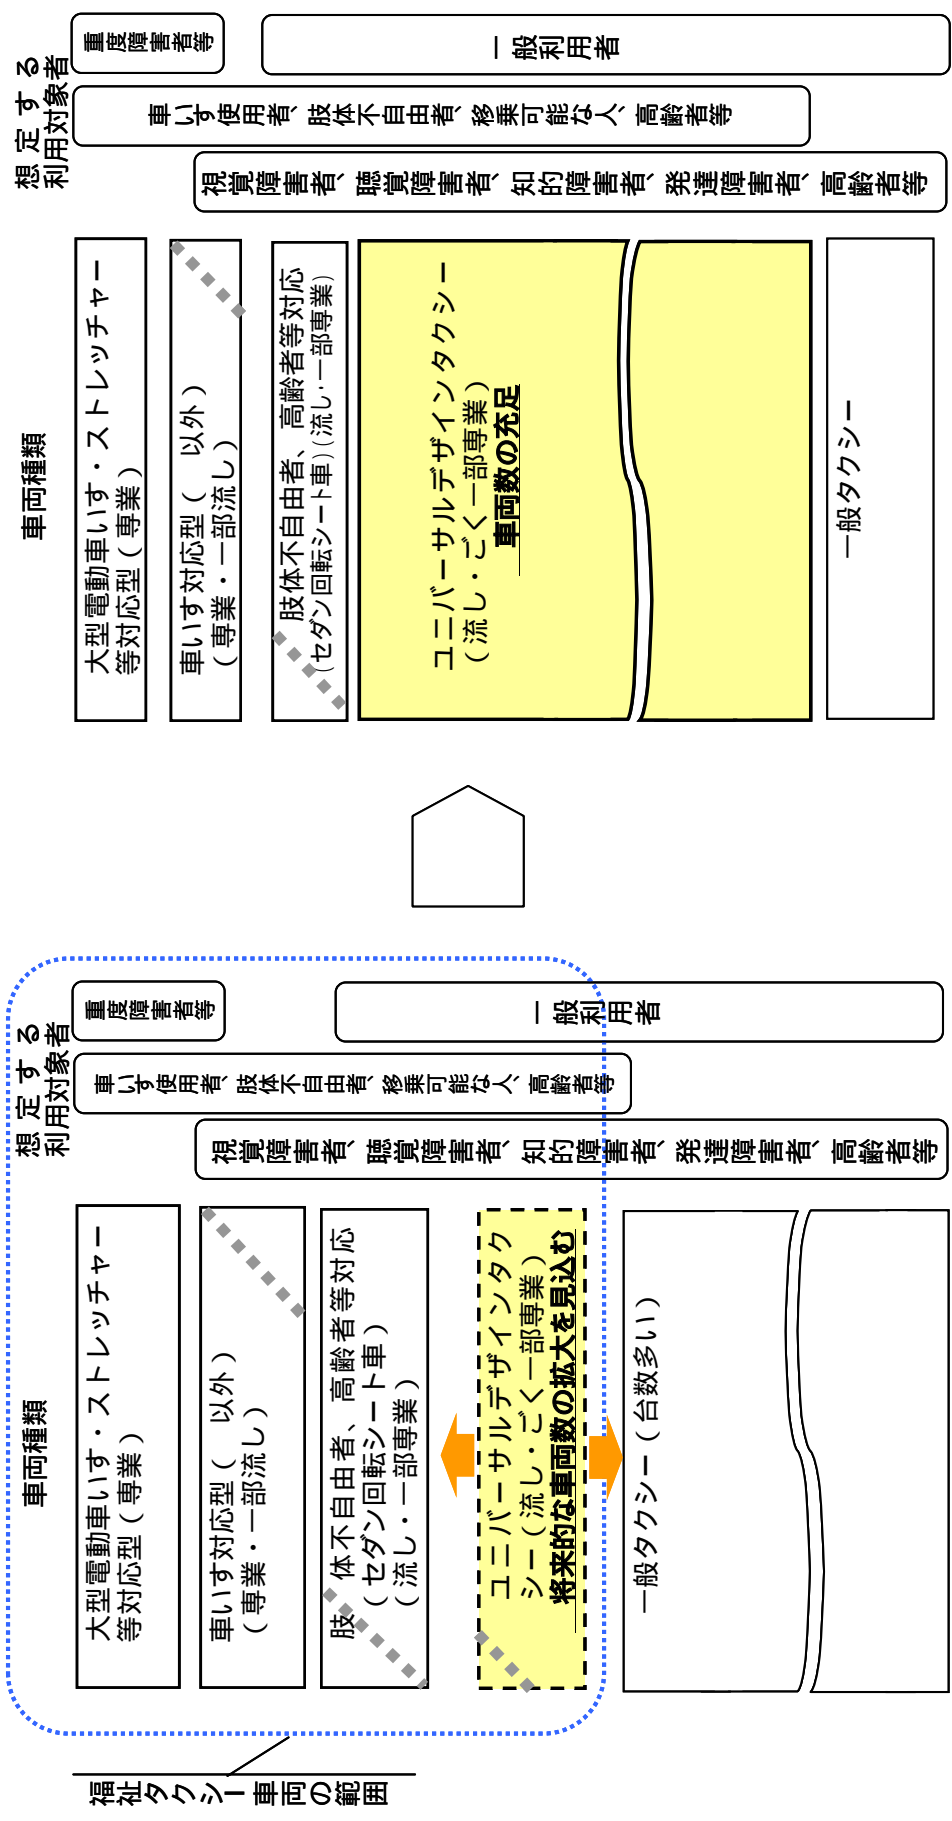 福祉タクシー車両の範囲
車両種類
想定する
利用対象者
大型電動車いす・ストレッチャー
等対応型（専業）
車いす対応型（　以外）
（専業・一部流し）
肢体不自由者、高齢者等対応
（セダン回転シート車）
（流し・一部専業）
ユニバーサルデザインタク
シー（流し・ごく一部専業）
将来的な車両数の拡大を見込む
一般タクシー（台数多い）
重度障害者等
一般利用者
車いす使用者、肢体不自由者、移乗可能な人、高齢者等
視覚障害者、聴覚障害者、知的障害者、発達障害者、高齢者等
車両種類
想定する
利用対象者
大型電動車いす・ストレッチャー
等対応型（専業）
車いす対応型（　以外）
（専業・一部流し）
肢体不自由者、高齢者等対応
（セダン回転シート車）（流し・一部専業）
ユニバーサルデザインタクシー
（流し・ごく一部専業）
車両数の充足
一般タクシー
重度障害者等
一般利用者
車いす使用者、肢体不自由者、移乗可能な人、高齢者等
視覚障害者、聴覚障害者、知的障害者、発達障害者、高齢者等